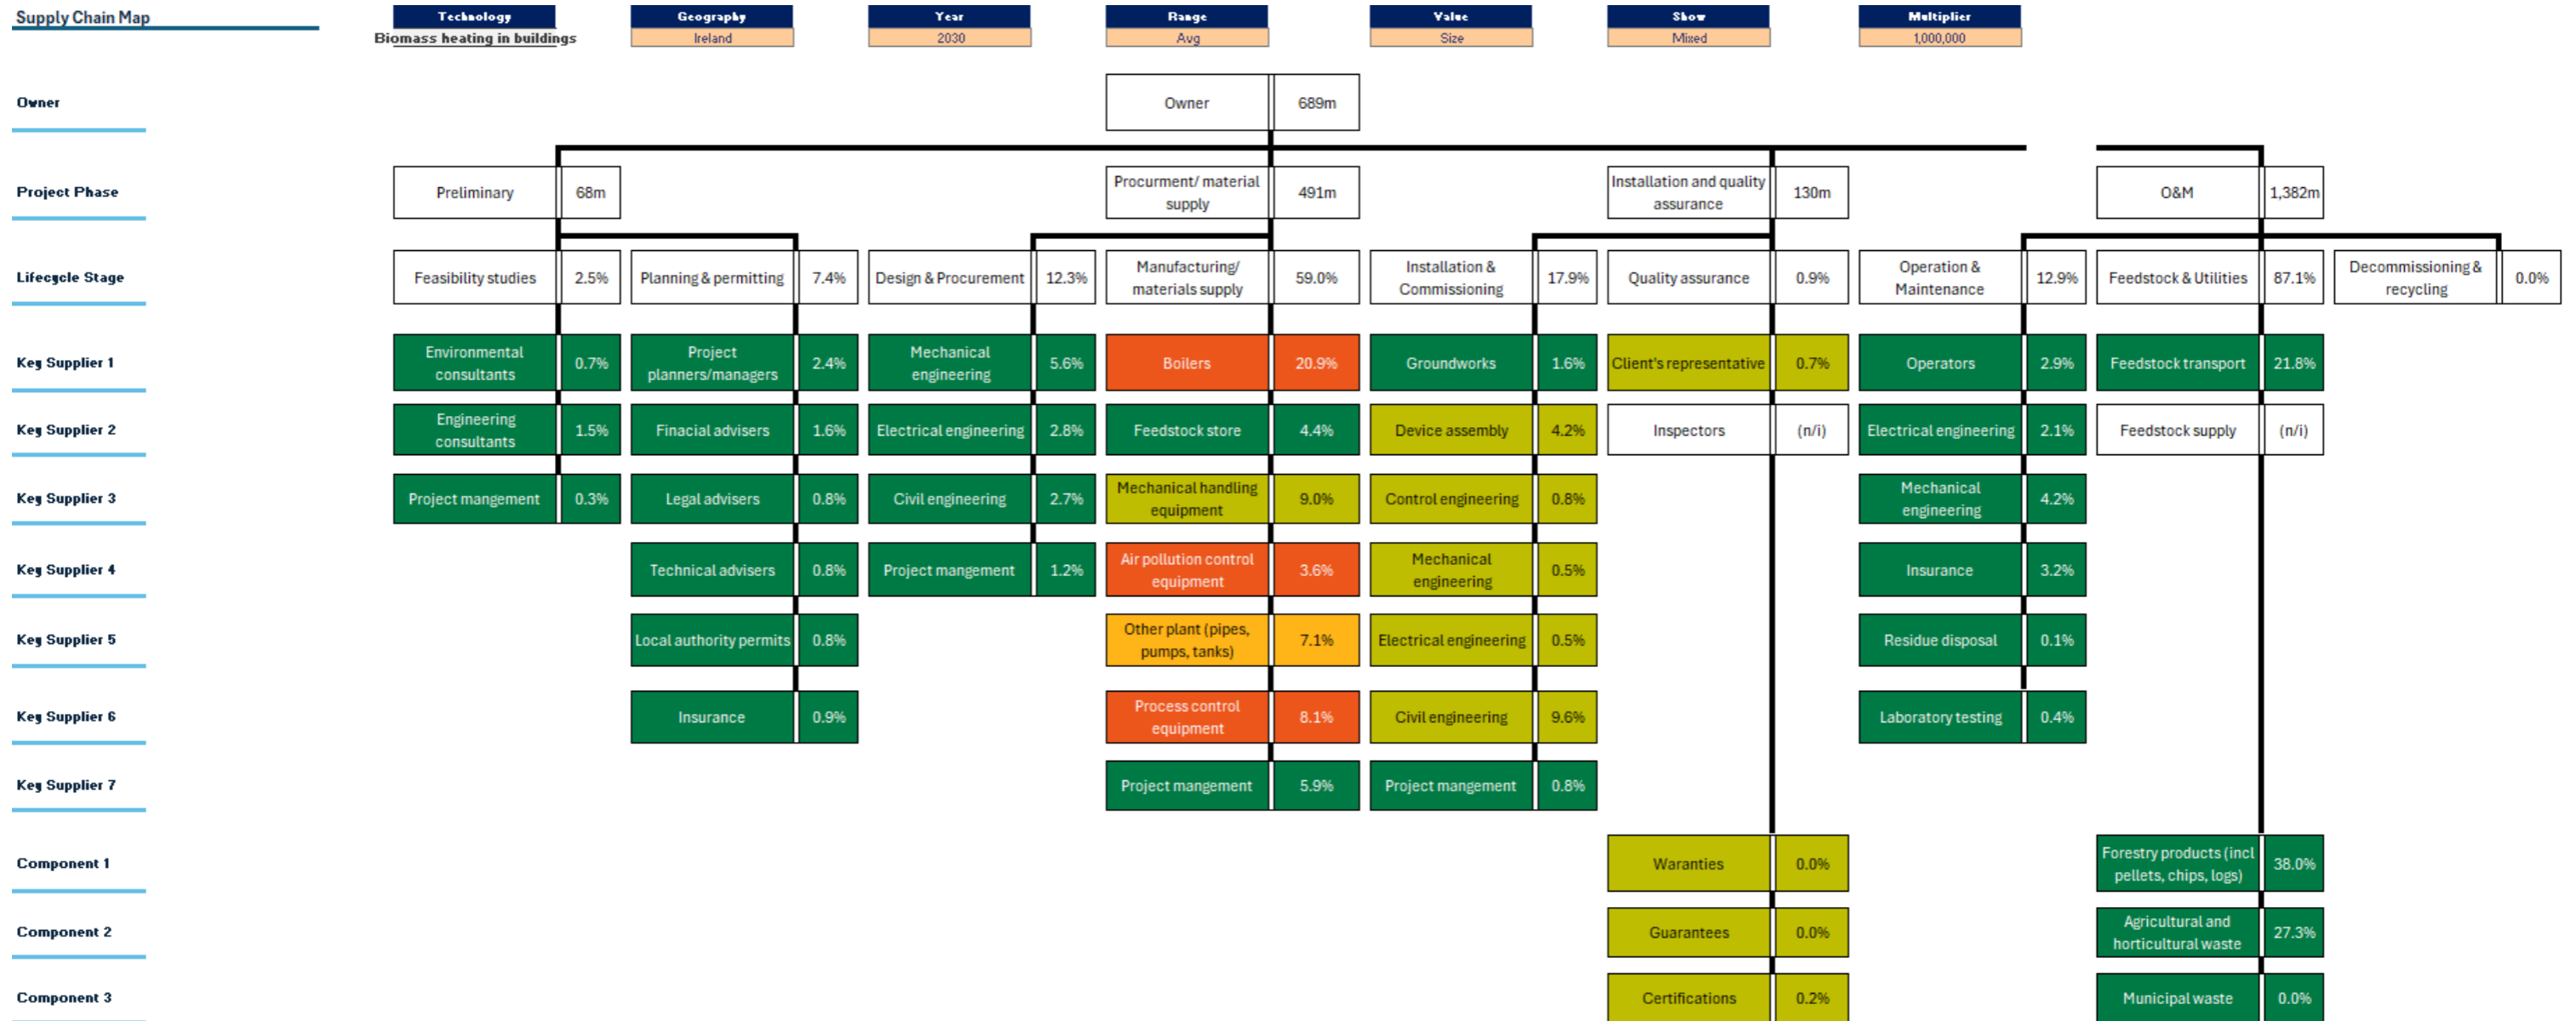 Supply Chain Map
Technology
Geography
Year
Range
Value
Show
Multiplier
Biomass heating in buildings
Ireland
2030
Avg
Size
Mixed
1,000,000
Owner
Owner
689m
Project Phase
Preliminary
68m
Procurment/ material
supply
491m
Installation and quality
assurance
130m
O&M
1,382m
Lifecycle Stage
Feasibility studies
2.5%
Planning & permitting
7.4%
Design & Procurement
12.3%
Manufacturing/
materials supply
59.0%
Installation &
Commissioning
17.9%
Quality assurance
0.9%
Operation &
Maintenance
12.9%
Feedstock & Utilities
87.1%
Decommissioning &
recycling
0.0%
Key Supplier 1
Environmental
consultants
0.7%
Project
planners/managers
2.4%
Mechanical
engineering
5.6%
Boilers
20.9%
Groundworks
1.6%
Client's representative
0.7%
Operators
2.9%
Feedstock transport
21.8%
Key Supplier 2
Engineering
consultants
1.5%
Finacial advisers
1.6%
Electrical engineering
2.8%
Feedstock store
4.4%
Device assembly
4.2%
Inspectors
(n/i)
Electrical engineering
2.1%
Feedstock supply
(n/i)
Key Supplier 3
Project mangement
0.3%
Legal advisers
0.8%
Civil engineering
2.7%
Mechanical handling
equipment
9.0%
Control engineering
0.8%
Mechanical
engineering
4.2%
Key Supplier 4
Technical advisers
0.8%
Project mangement
1.2%
Air pollution control
equipment
3.6%
Mechanical
engineering
0.5%
Insurance
3.2%
Key Supplier 5
Local authority permits
0.8%
Other plant (pipes,
pumps, tanks)
7.1%
Electrical engineering
0.5%
Residue disposal
0.1%
Key Supplier 6
Insurance
0.9%
Process control
equipment
8.1%
Civil engineering
9.6%
Laboratory testing
0.4%
Key Supplier 7
Project mangement
5.9%
Project mangement
0.8%
Component 1
Waranties
0.0%
Forestry products (incl
pellets, chips, logs)
38.0%
Component 2
Guarantees
0.0%
Agricultural and
horticultural waste
27.3%
Component 3
Certifications
0.2%
Municipal waste
0.0%